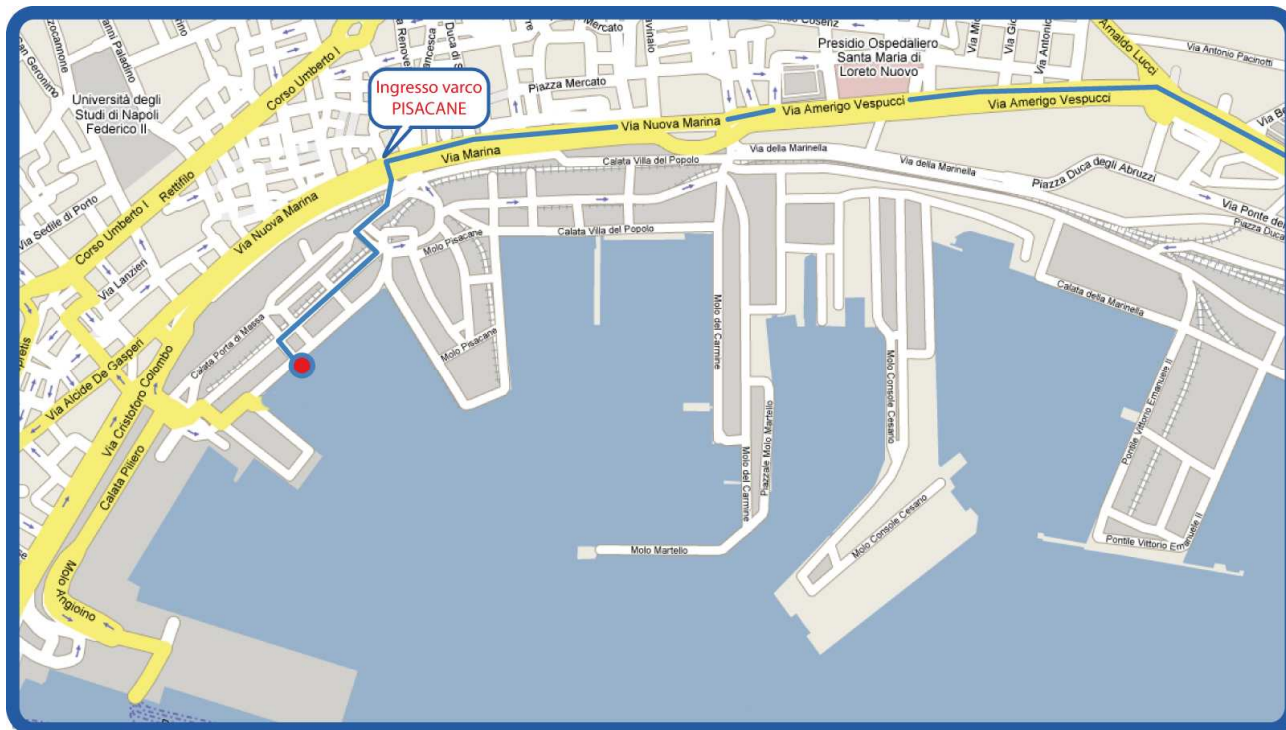 Ingresso varco
PISACANE
Mercato
Piazza Mercato
Presidio Ospedaliero
Santa Maria di
Loreto Nuovo
Arnaldo Lucci
Via Antonio Pacinotti
Corso Umberto I
Università degli
Studi di Napoli
Federico II
Rettifilo
Corso Umberto I
Via Sedile di Porto
Via Lanzieri
Via Nuova Marina
Via Marina
Via Nuova Marina
Via Amerigo Vespucci
Via Amerigo Vespucci
Calata Villa del Popolo
Via della Marinella
Via della Marinella
Piazza Duca degli Abruzzi
Calata Villa del Popolo
Molo Pisacane
Molo Pisacane
Calata Porta di Massa
Via Alcide De Gasperi
Via Cristoforo Colombo
Calata Piliero
Molo Angioino
Molo del Carmine
Molo del Carmine
Piazzale Molo Martello
Molo Martello
Molo Console Cesario
Molo Console Cesario
Calata della Marinella
Pontile Vittorio Emanuele II
Pontile Vittorio Emanuele II